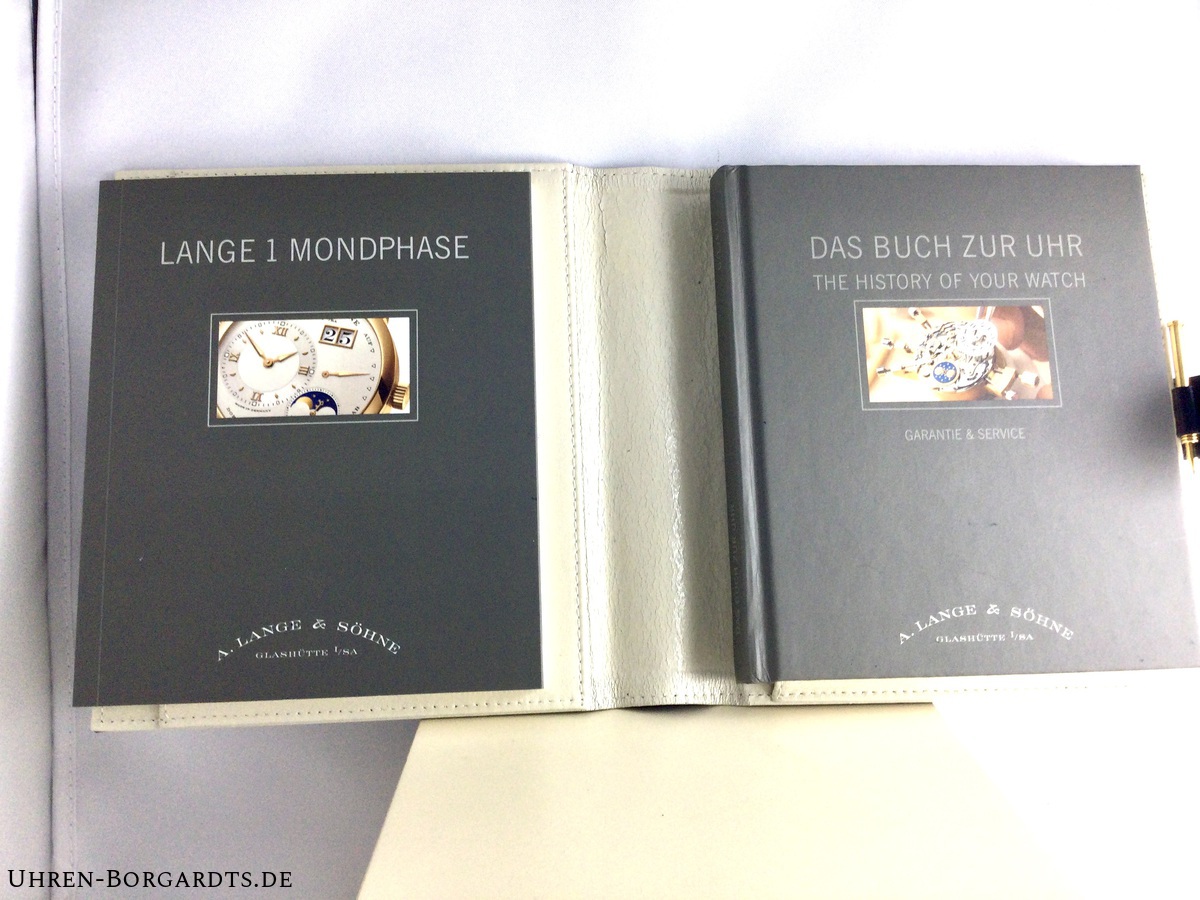 LANGE 1 MONDPHASE
25
A. LANGE & SÖHNE
GLASHÜTTE I/SA
DAS BUCH ZUR UHR
THE HISTORY OF YOUR WATCH
GARANTIE & SERVICE
A. LANGE & SÖHNE
GLASHÜTTE I/SA
UHREN-BORGARDTS.DE